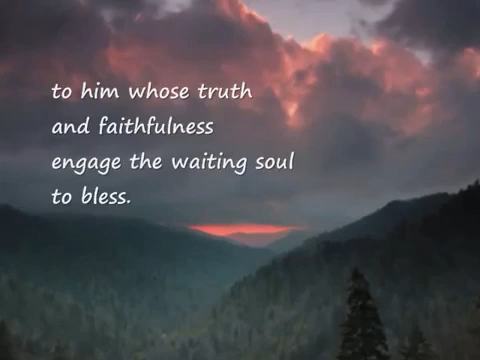 to him whose truth
and faithfulness
engage the waiting soul
to bless.